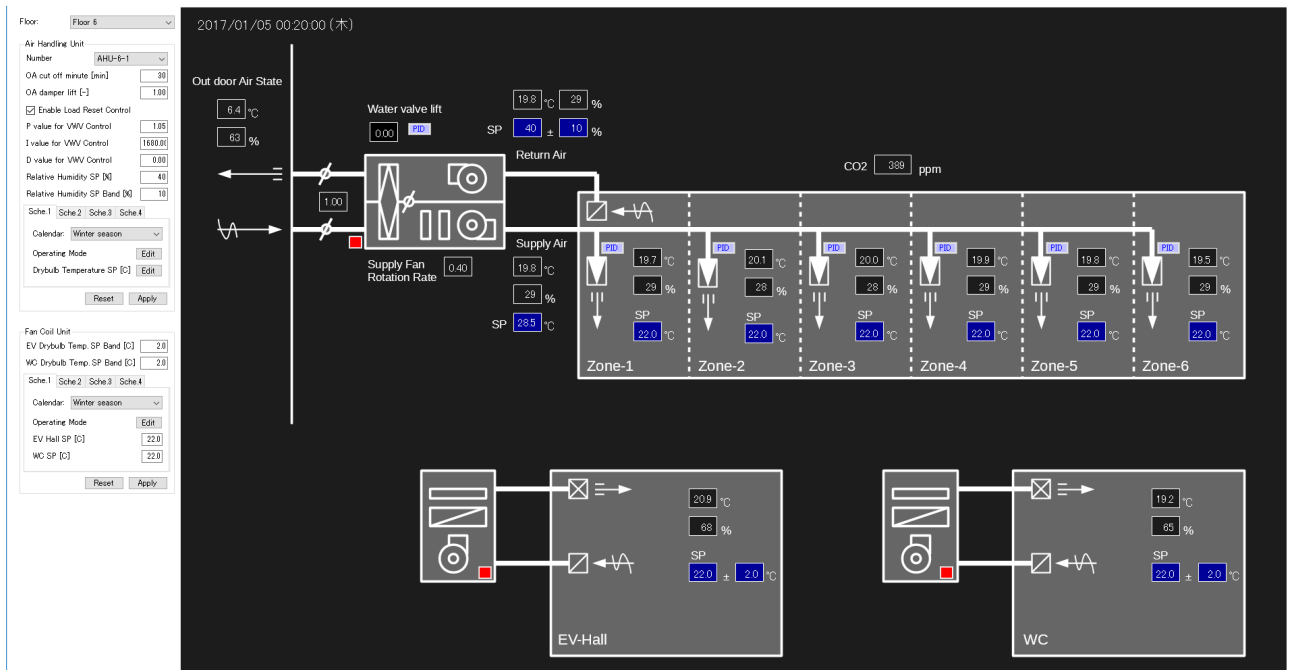 Floor: Floor 6
Air Handling Unit
Number AHU-6-1
OA cut off minute [min] 30
OA damper lift [-] 1.00
Enable Load Reset Control
P value for VWV Control 1.05
I value for VWV Control 1680.0(
D value for VWV Control 0.00
Relative Humidity SP [%] 40
Relative Humidity SP Band [%] 10
Sche.1 Sche.2 Sche.3 Sche.4
Calendar: Winter season
Operating Mode Edit
Drybulb Temperature SP [C] Edit
Reset Apply
Fan Coil Unit
EV Drybulb Temp. SP Band [C] 2.0
WC Drybulb Temp. SP Band [C] 2.0
Sche.1 Sche.2 Sche.3 Sche.4
Calendar: Winter season
Operating Mode Edit
EV Hall SP [C] 22.0
WC SP [C] 22.0
Reset Apply
2017/01/05 00:20:00 (木)
Out door Air State
6.4 ℃
63 %
Water valve lift
0.00 PID
19.8 ℃ 29 %
SP 40 ± 10 %
Return Air
CO2 389 ppm
1.00
Supply Fan
Rotation Rate 0.40
Supply Air
19.8 ℃
29 %
SP 28.5 ℃
PID PID PID PID PID PID
19.7 ℃ 20.1 ℃ 20.0 ℃ 19.9 ℃ 19.8 ℃ 19.5 ℃
29 % 28 % 28 % 29 % 29 % 29 %
SP SP SP SP SP SP
22.0 ℃ 22.0 ℃ 22.0 ℃ 22.0 ℃ 22.0 ℃ 22.0 ℃
Zone-1 Zone-2 Zone-3 Zone-4 Zone-5 Zone-6
20.9 ℃
68 %
SP
22.0 ± 2.0 ℃
EV-Hall
19.2 ℃
65 %
SP
22.0 ± 2.0 ℃
WC